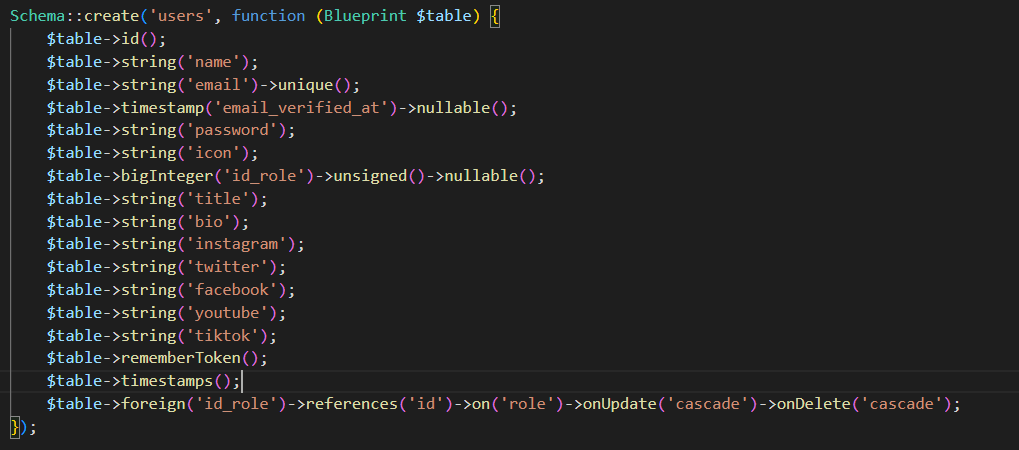 Schema::create('users', function (Blueprint $table) {
    $table->id();
    $table->string('name');
    $table->string('email')->unique();
    $table->timestamp('email_verified_at')->nullable();
    $table->string('password');
    $table->string('icon');
    $table->bigInteger('id_role')->unsigned()->nullable();
    $table->string('title');
    $table->string('bio');
    $table->string('instagram');
    $table->string('twitter');
    $table->string('facebook');
    $table->string('youtube');
    $table->string('tiktok');
    $table->rememberToken();
    $table->timestamps();
    $table->foreign('id_role')->references('id')->on('role')->onUpdate('cascade')->onDelete('cascade');
});